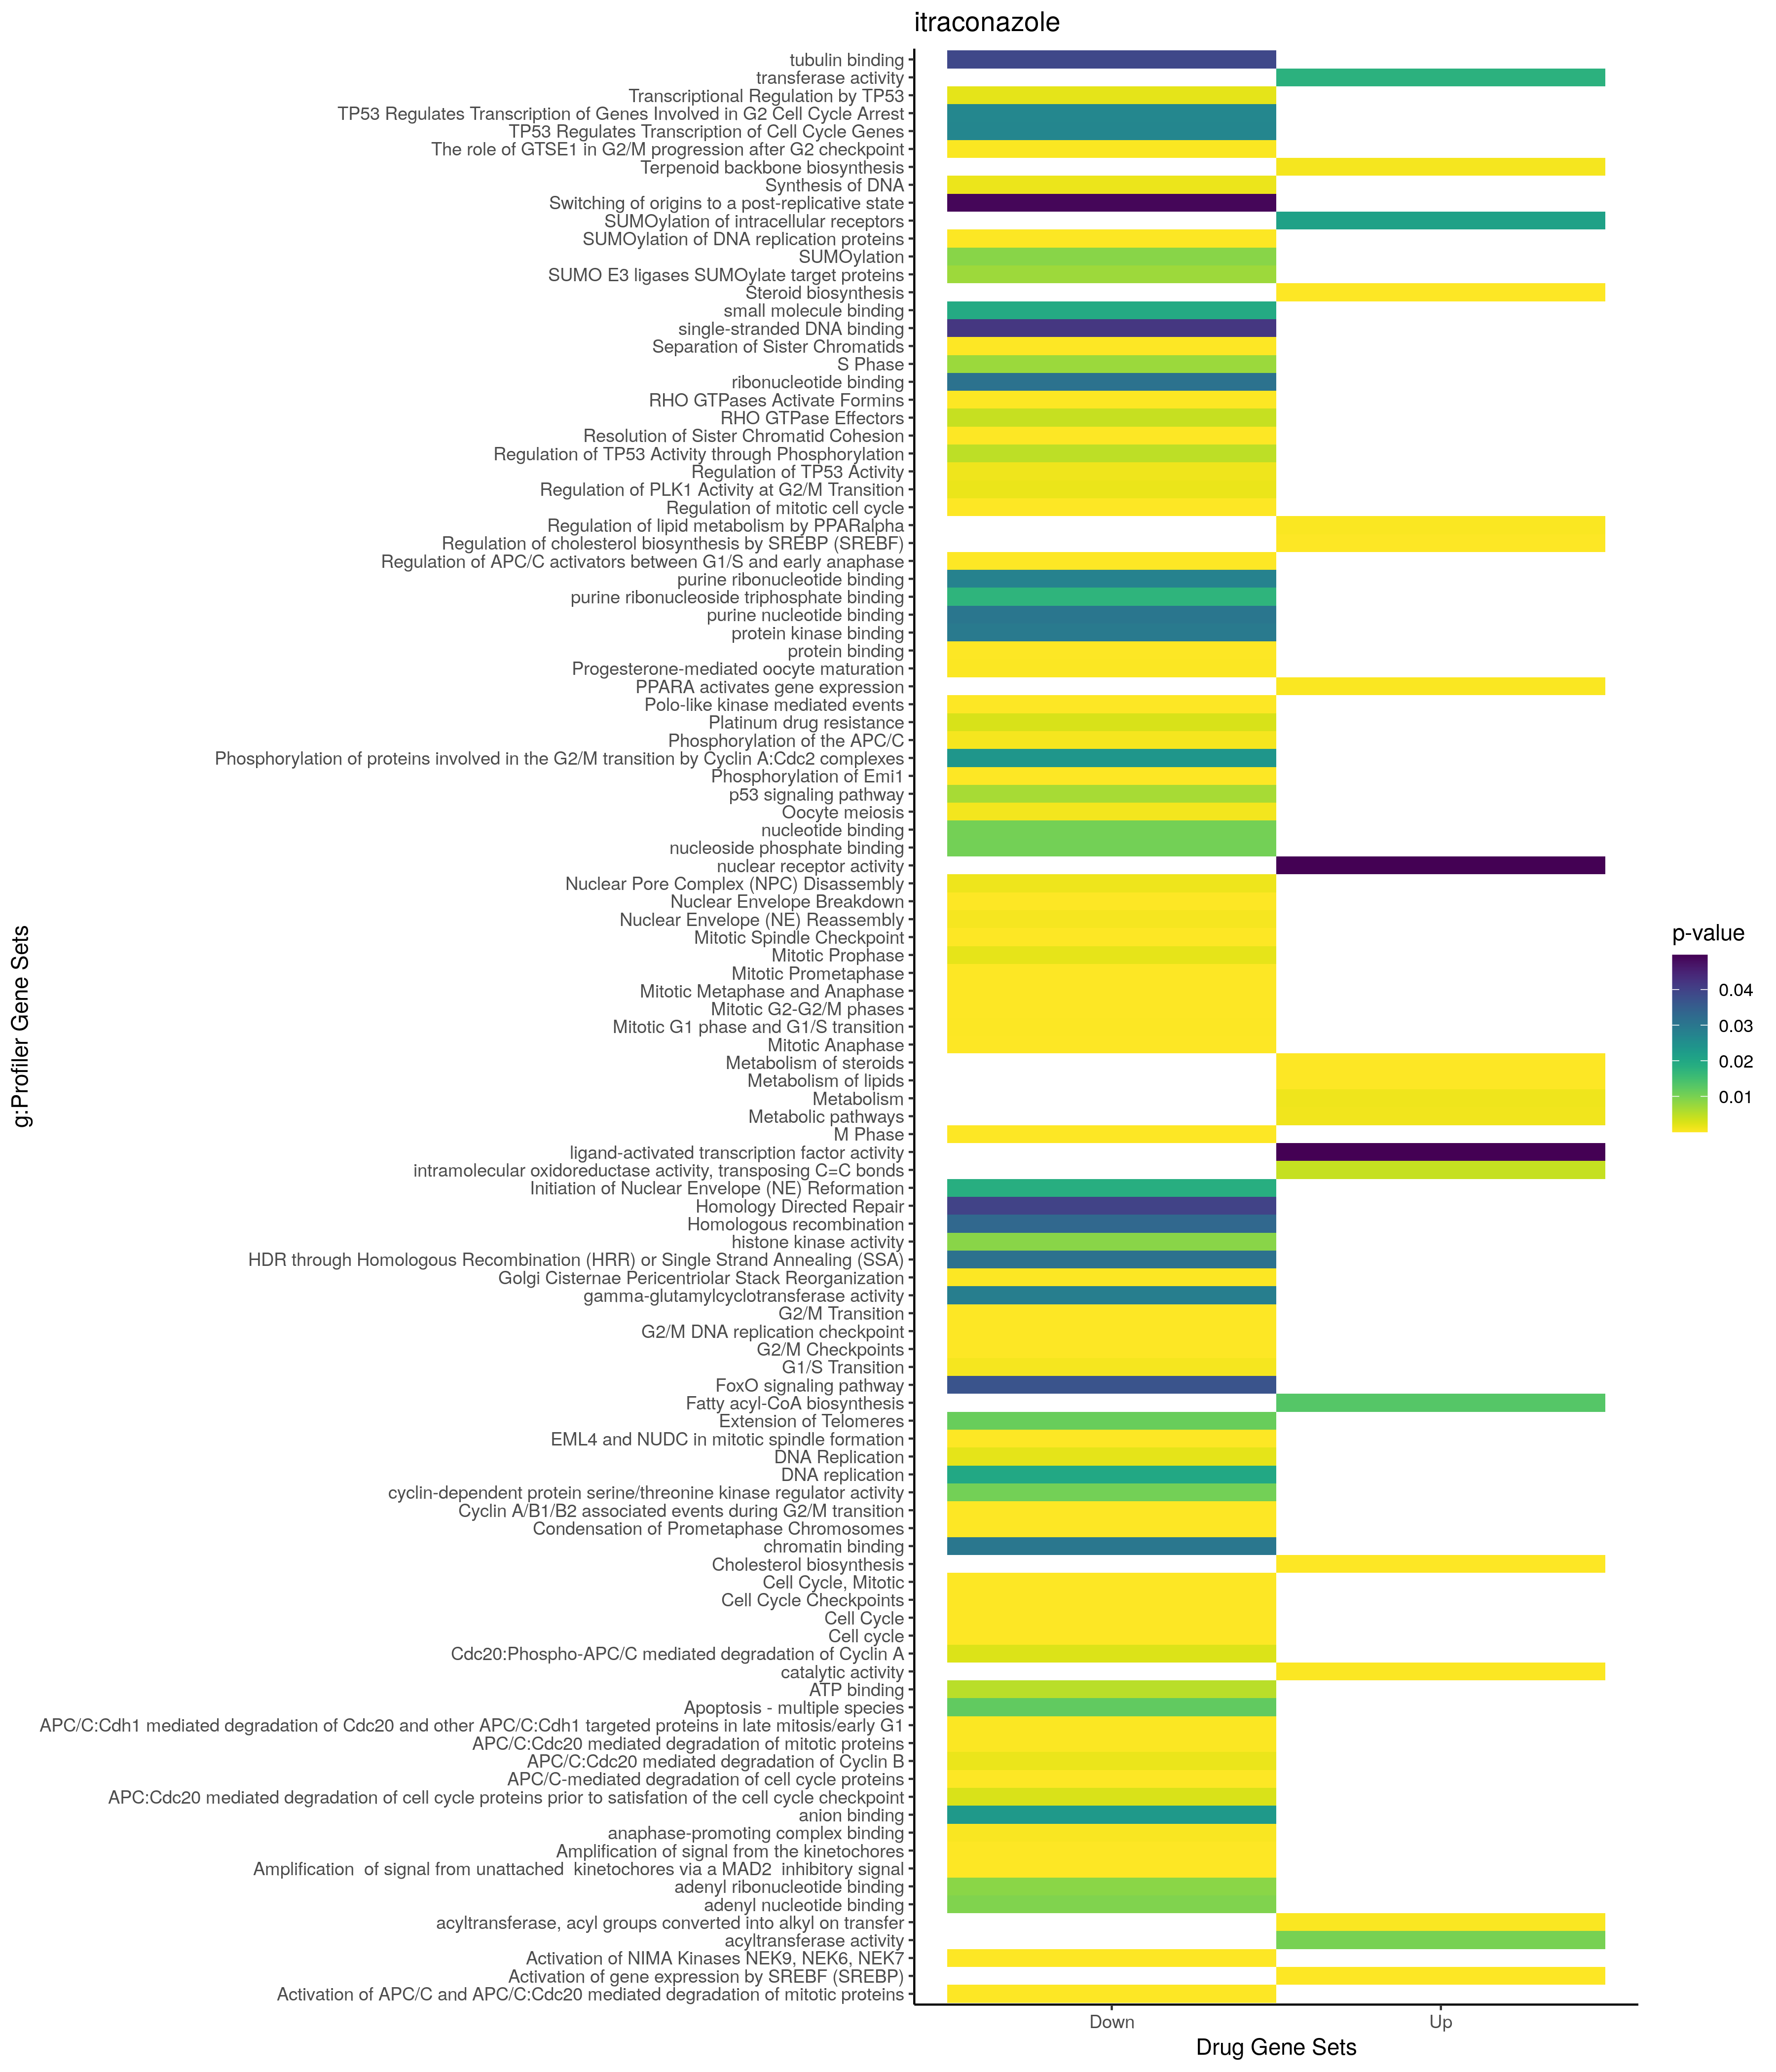 itraconazole
tubulin binding
transferase activity
Transcriptional Regulation by TP53
TP53 Regulates Transcription of Genes Involved in G2 Cell Cycle Arrest
TP53 Regulates Transcription of Cell Cycle Genes
The role of GTSE1 in G2/M progression after G2 checkpoint
Terpenoid backbone biosynthesis
Synthesis of DNA
Switching of origins to a post-replicative state
SUMOylation of intracellular receptors
SUMOylation of DNA replication proteins
SUMOylation
SUMO E3 ligases SUMOylate target proteins
Steroid biosynthesis
small molecule binding
single-stranded DNA binding
Separation of Sister Chromatids
S Phase
ribonucleotide binding
RHO GTPases Activate Formins
RHO GTPase Effectors
Resolution of Sister Chromatid Cohesion
Regulation of TP53 Activity through Phosphorylation
Regulation of TP53 Activity
Regulation of PLK1 Activity at G2/M Transition
Regulation of mitotic cell cycle
Regulation of lipid metabolism by PPARalpha
Regulation of cholesterol biosynthesis by SREBP (SREBF)
Regulation of APC/C activators between G1/S and early anaphase
purine ribonucleotide binding
purine ribonucleoside triphosphate binding
purine nucleotide binding
protein kinase binding
protein binding
Progesterone-mediated oocyte maturation
PPARA activates gene expression
Polo-like kinase mediated events
Platinum drug resistance
Phosphorylation of the APC/C
Phosphorylation of proteins involved in the G2/M transition by Cyclin A:Cdc2 complexes
Phosphorylation of Emi1
p53 signaling pathway
Oocyte meiosis
nucleotide binding
nucleoside phosphate binding
nuclear receptor activity
Nuclear Pore Complex (NPC) Disassembly
Nuclear Envelope Breakdown
Nuclear Envelope (NE) Reassembly
Mitotic Spindle Checkpoint
Mitotic Prophase
Mitotic Prometaphase
Mitotic Metaphase and Anaphase
Mitotic G2-G2/M phases
Mitotic G1 phase and G1/S transition
Mitotic Anaphase
Metabolism of steroids
Metabolism of lipids
Metabolism
Metabolic pathways
M Phase
ligand-activated transcription factor activity
intramolecular oxidoreductase activity, transposing C=C bonds
Initiation of Nuclear Envelope (NE) Reformation
Homology Directed Repair
Homologous recombination
histone kinase activity
HDR through Homologous Recombination (HRR) or Single Strand Annealing (SSA)
Golgi Cisternae Pericentriolar Stack Reorganization
gamma-glutamylcyclotransferase activity
G2/M Transition
G2/M DNA replication checkpoint
G2/M Checkpoints
G1/S Transition
FoxO signaling pathway
Fatty acyl-CoA biosynthesis
Extension of Telomeres
EML4 and NUDC in mitotic spindle formation
DNA Replication
DNA replication
cyclin-dependent protein serine/threonine kinase regulator activity
Cyclin A/B1/B2 associated events during G2/M transition
Condensation of Prometaphase Chromosomes
chromatin binding
Cholesterol biosynthesis
Cell Cycle, Mitotic
Cell Cycle Checkpoints
Cell Cycle
Cell cycle
Cdc20:Phospho-APC/C mediated degradation of Cyclin A
catalytic activity
ATP binding
Apoptosis - multiple species
APC/C:Cdh1 mediated degradation of Cdc20 and other APC/C:Cdh1 targeted proteins in late mitosis/early G1
APC/C:Cdc20 mediated degradation of mitotic proteins
APC/C:Cdc20 mediated degradation of Cyclin B
APC/C-mediated degradation of cell cycle proteins
APC:Cdc20 mediated degradation of cell cycle proteins prior to satisfation of the cell cycle checkpoint
anion binding
anaphase-promoting complex binding
Amplification of signal from the kinetochores
Amplification  of signal from unattached  kinetochores via a MAD2  inhibitory signal
adenyl ribonucleotide binding
adenyl nucleotide binding
acyltransferase, acyl groups converted into alkyl on transfer
acyltransferase activity
Activation of NIMA Kinases NEK9, NEK6, NEK7
Activation of gene expression by SREBF (SREBP)
Activation of APC/C and APC/C:Cdc20 mediated degradation of mitotic proteins
g:Profiler Gene Sets
Down
Up
Drug Gene Sets
p-value
0.04
0.03
0.02
0.01